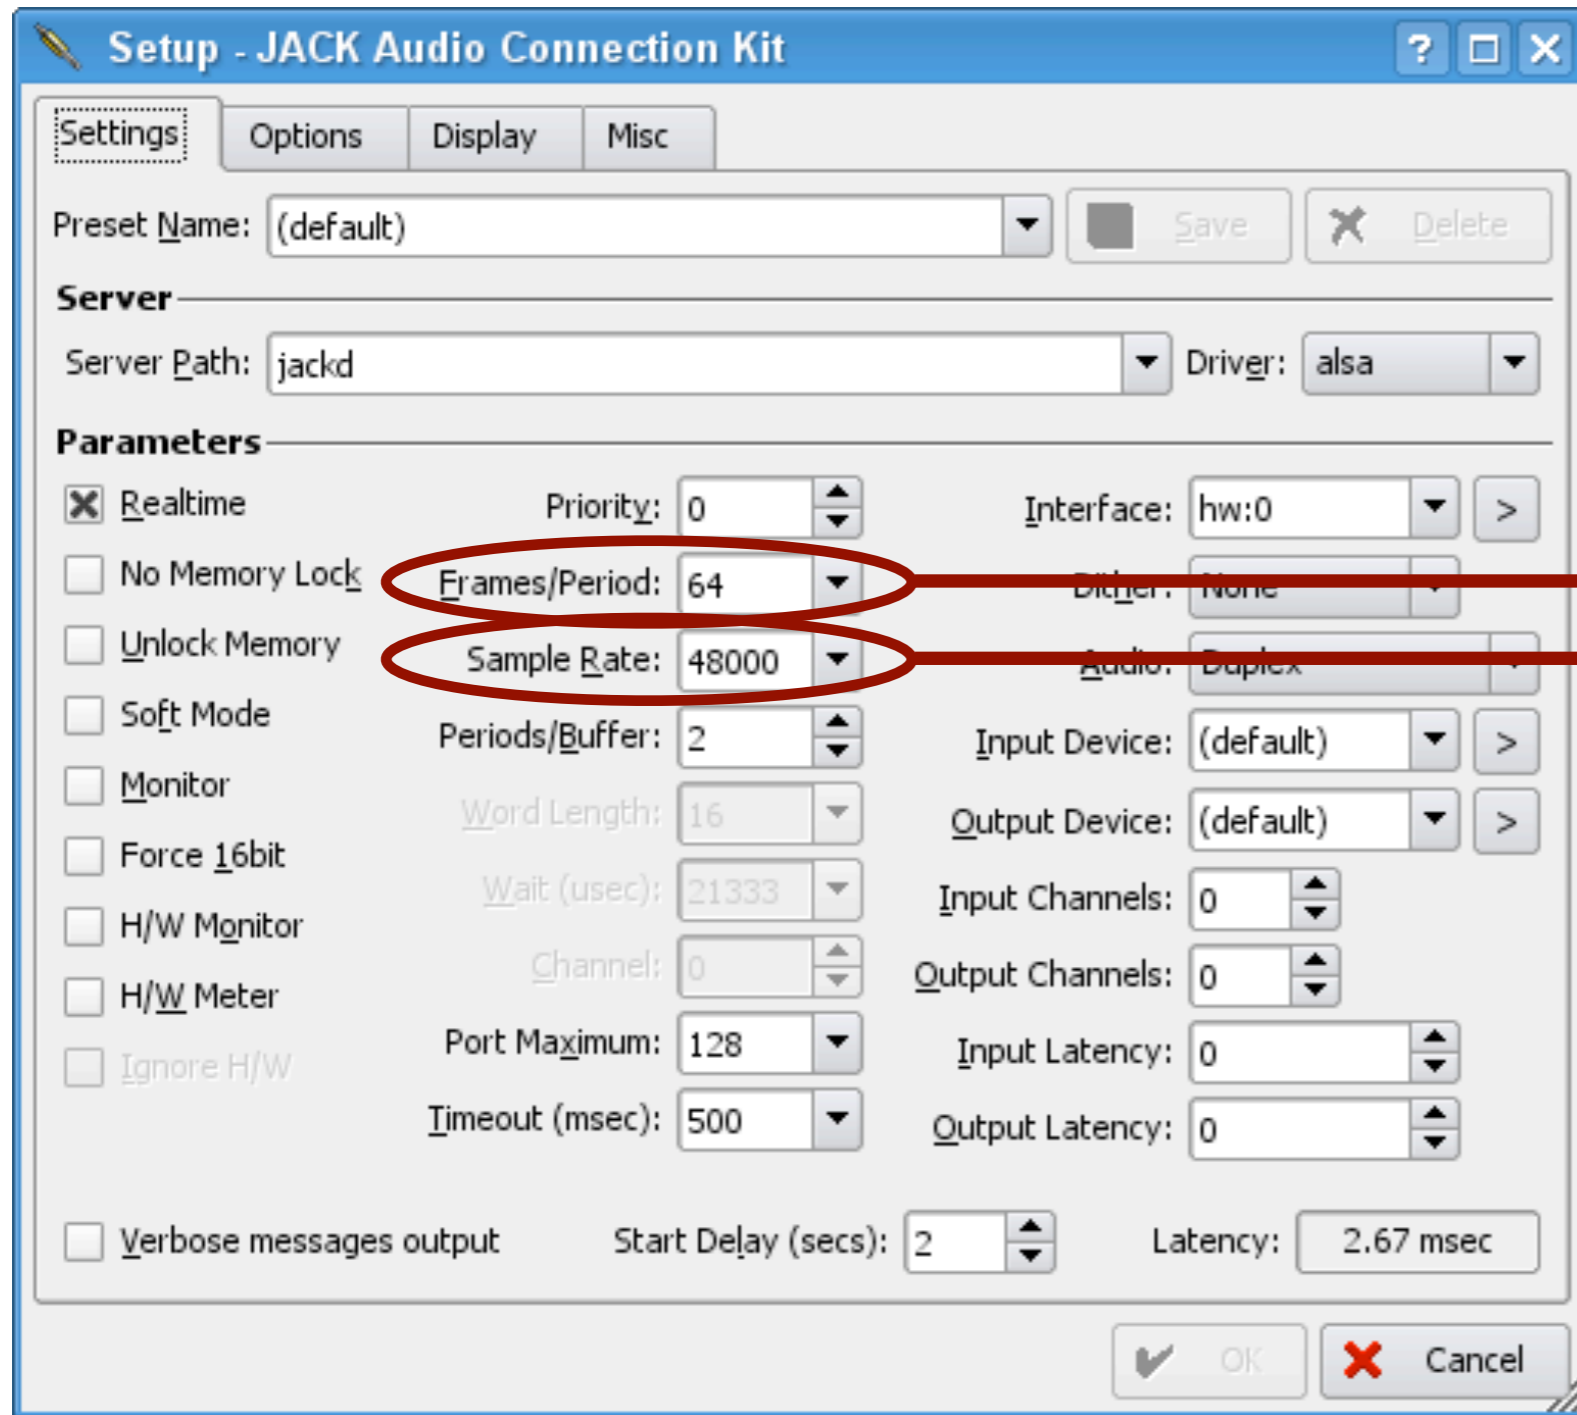 Setup - JACK Audio Connection Kit ?
Settings Options Display Misc
Preset Name: (default) Save Delete
Server
Server Path: jackd Driver: alsa
Parameters
Realtime Priority: 0 Interface: hw:0 >
No Memory Lock Frames/Period: 64 Dither: None
Unlock Memory Sample Rate: 48000 Audio: Duplex
Soft Mode Periods/Buffer: 2 Input Device: (default) >
Monitor Word Length: 16 Output Device: (default) >
Force 16bit Wait (usec): 21333 Input Channels: 0
H/W Monitor Channel: 0 Output Channels: 0
H/W Meter Port Maximum: 128 Input Latency: 0
Ignore H/W Timeout (msec): 500 Output Latency: 0
Verbose messages output Start Delay (secs): 2 Latency: 2.67 msec
OK Cancel